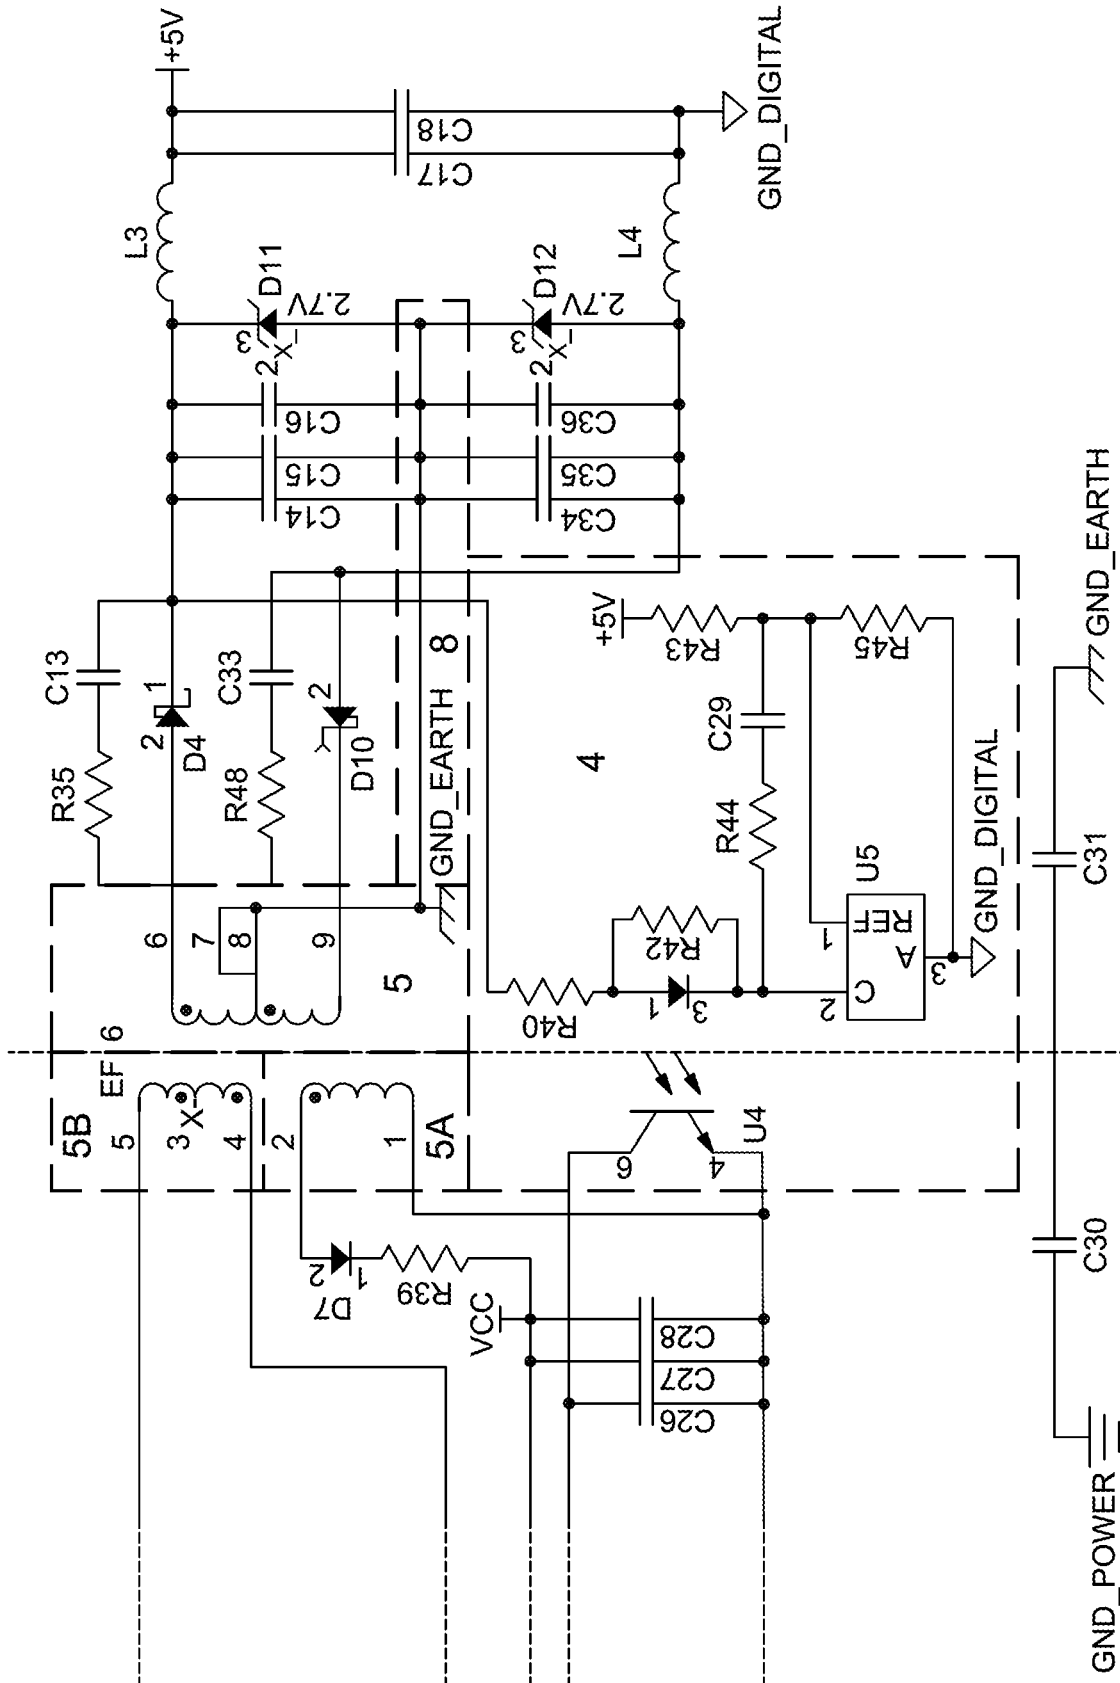 +5V
L3
C18
C17
GND_DIGITAL
D11
2.7V
3
X_
2
D12
2.7V
3
X_
2
L4
C16
C15
C14
C36
C35
C34
C13
R35
1
2
D4
C33
R48
2
D10
8
GND_EARTH
6
7
8
9
5
EF 6
5B
5
3
X-
4
2
1
5A
4
+5V
R43
R45
C29
R44
R42
R40
1
3
U5
1
REF
A
C
2
3
GND_DIGITAL
6
4
U4
2
1
D7
R39
VCC
C28
C27
C26
GND_EARTH
C31
C30
GND_POWER